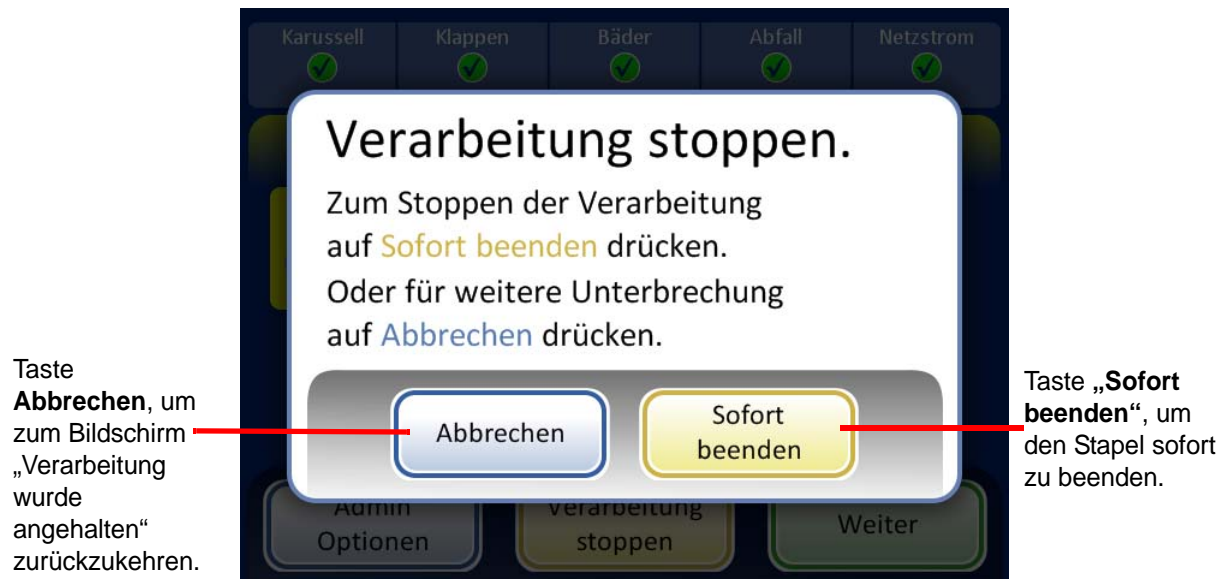 Karussell Klappen Bäder Abfall Netzstrom
Verarbeitung stoppen.
Zum Stoppen der Verarbeitung
auf Sofort beenden drücken.
Oder für weitere Unterbrechung
auf Abbrechen drücken.
Abbrechen
Sofort
beenden
Admin
Optionen
Verarbeitung
stoppen
Weiter
Taste
Abbrechen, um
zum Bildschirm
„Verarbeitung
wurde
angehalten“
zurückzukehren.
Taste „Sofort
beenden“, um
den Stapel sofort
zu beenden.